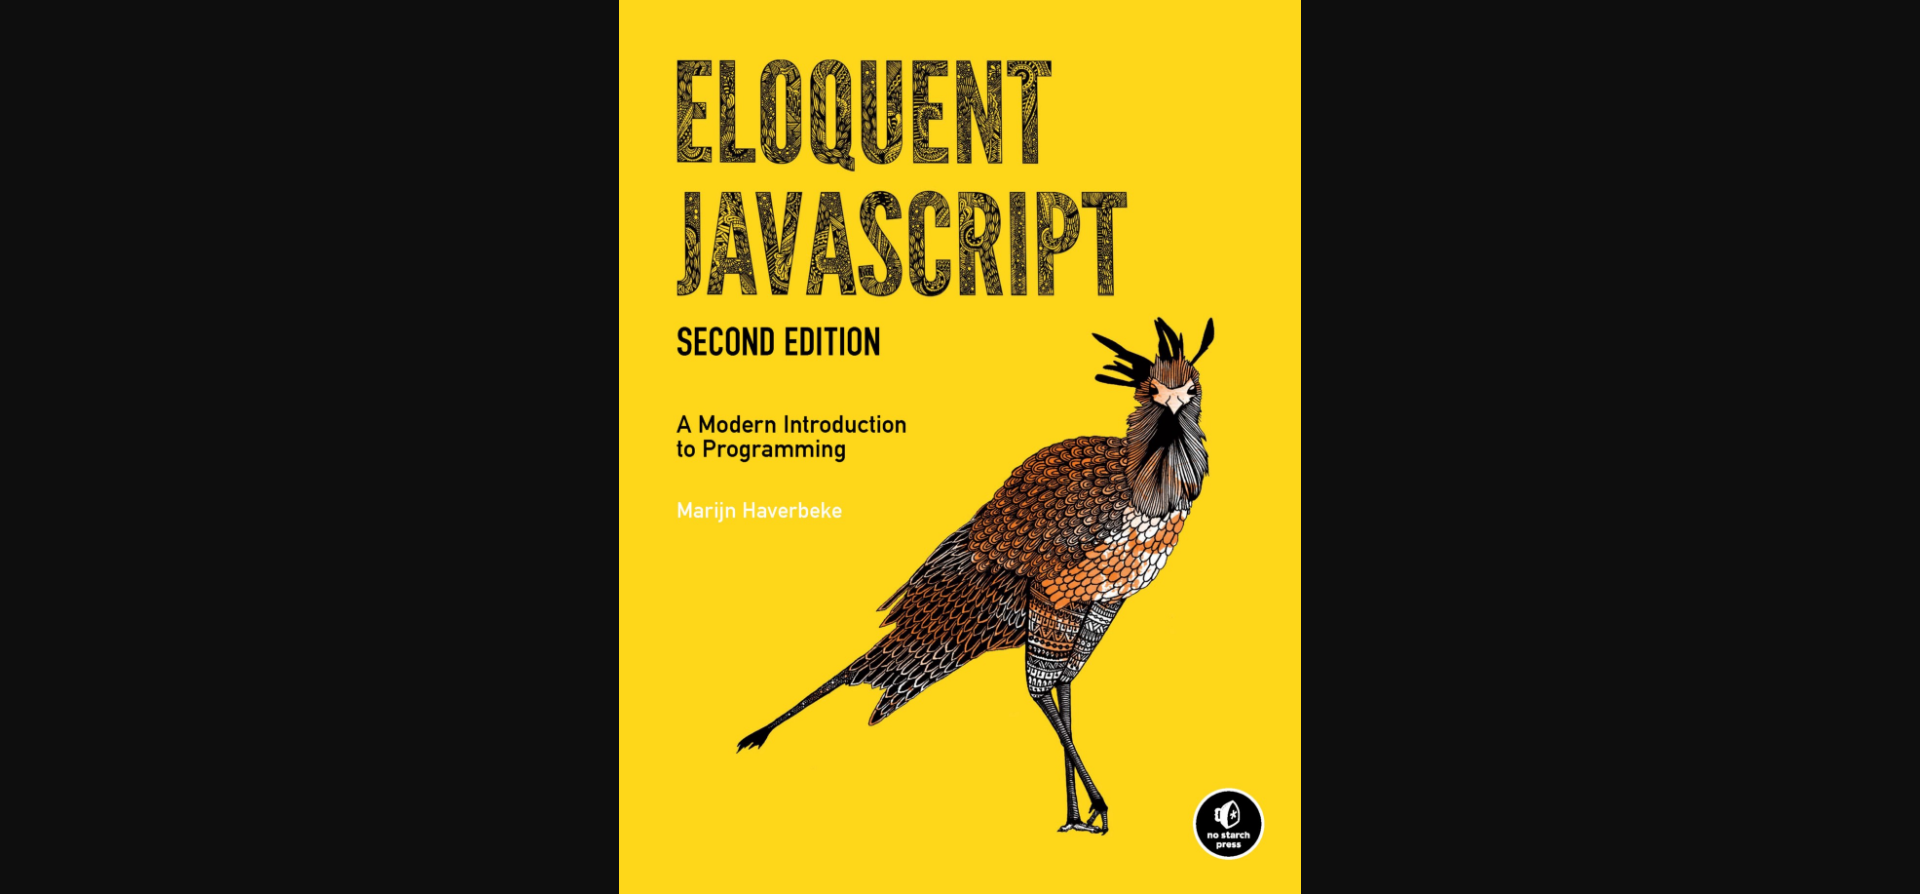 ELOQUENT
JAVASCRIPT
SECOND EDITION
A Modern Introduction
to Programming
Marijn Haverbeke
no starch
press